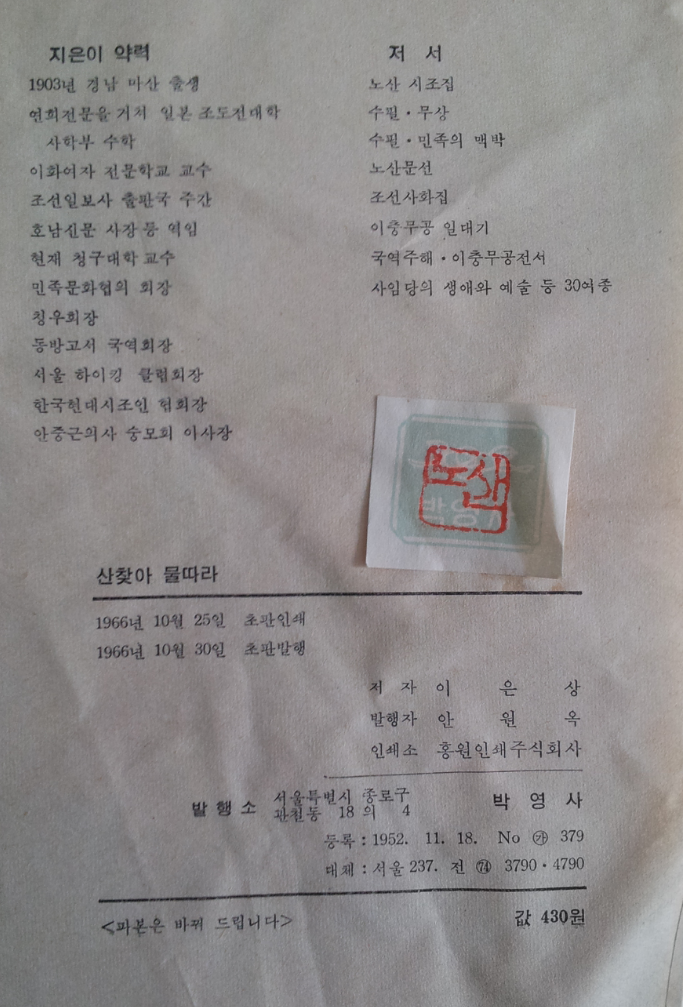 지은이 약력
1903년 경남 마산 출생
연희전문을 거쳐 일본 조도전대학
사학부 수학
이화여자 전문학교 교수
조선일보사 출판국 주간
호남신문 사장등 역임
현재 청구대학 교수
민족문화협의 회장
청우회장
동방고서 국역회장
서울 하이킹 클럽회장
한국현대시조인 협회장
안중근의사 숭모회 이사장
저 서
노산 시조집
수필·무상
수필·민족의 맥박
노산문선
조선사화집
이충무공 일대기
국역주해·이충무공전서
사임당의 생애와 예술 등 30여종
노산
박영
산찾아 물따라
1966년 10월 25일 초판인쇄
1966년 10월 30일 초판발행
저 자 이 은 상
발행자 안 원 옥
인쇄소 홍원인쇄주식회사
발행소 서울특별시 종로구 관철동 18의 4 박 영 사
등록 : 1952. 11. 18. No ㉮ 379
대체 : 서울 237. 전 74 3790·4790
<파본은 바꿔 드립니다>
값 430원